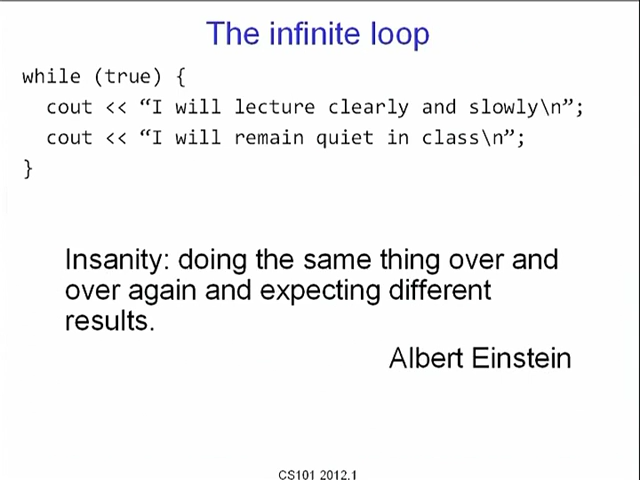 The infinite loop
while (true) {
cout << “I will lecture clearly and slowly\n”;
cout << “I will remain quiet in class\n”;
}
Insanity: doing the same thing over and
over again and expecting different
results.
Albert Einstein
CS101 2012.1